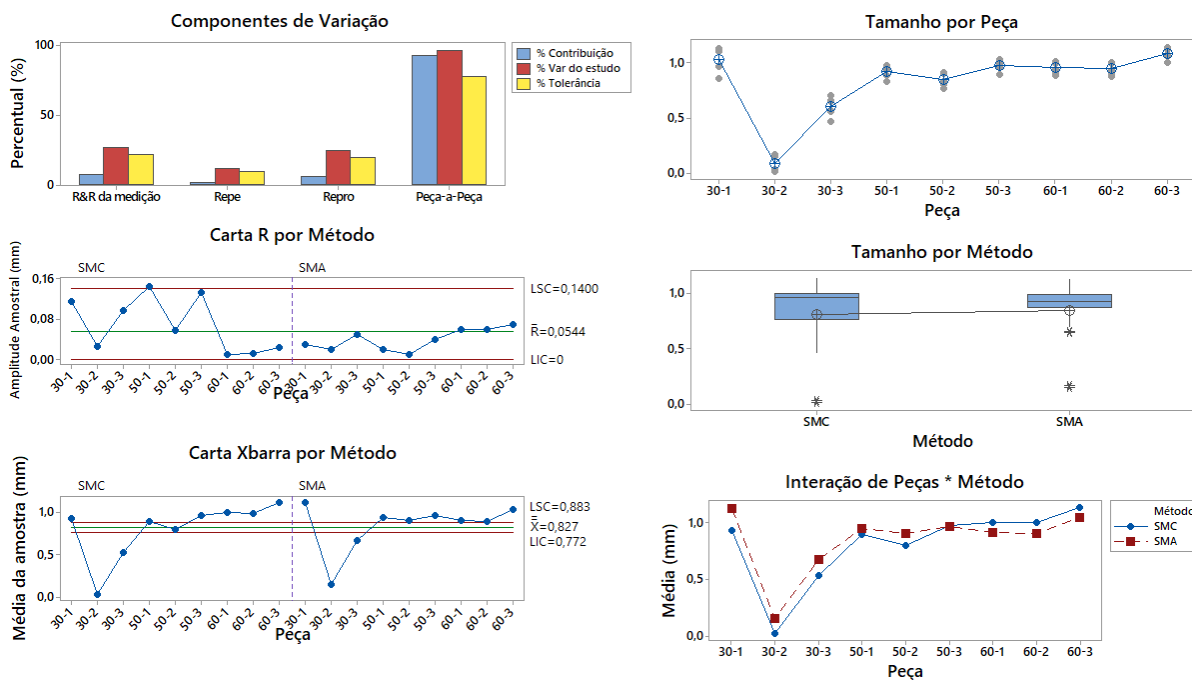 Componentes de Variação
Percentual (%)
100
50
0
R&R da medição Repe Repro Peça-a-Peça
% Contribução
% Var do estudo
% Tolerância
Tamanho por Peça
1,0
0,5
0,0
30-1 30-2 30-3 50-1 50-2 50-3 60-1 60-2 60-3
Peça
Carta R por Método
SMC SMA
Amplitude Amostral (mm)
0,16
0,08
0,00
LSC=0,1400
R̄=0,0544
LIC=0
30-1 30-2 30-3 50-1 50-2 50-3 60-1 60-2 60-3 30-1 30-2 30-3 50-1 50-2 50-3 60-1 60-2 60-3
Peça
Tamanho por Método
1,0
0,5
0,0
SMC SMA
Método
Carta Xbarra por Método
SMC SMA
Média da amostra (mm)
1,0
0,5
0,0
LSC=0,883
X̿=0,827
LIC=0,772
30-1 30-2 30-3 50-1 50-2 50-3 60-1 60-2 60-3 30-1 30-2 30-3 50-1 50-2 50-3 60-1 60-2 60-3
Peça
Interação de Peças * Método
Média (mm)
1,0
0,5
0,0
30-1 30-2 30-3 50-1 50-2 50-3 60-1 60-2 60-3
Peça
Método
SMC
SMA